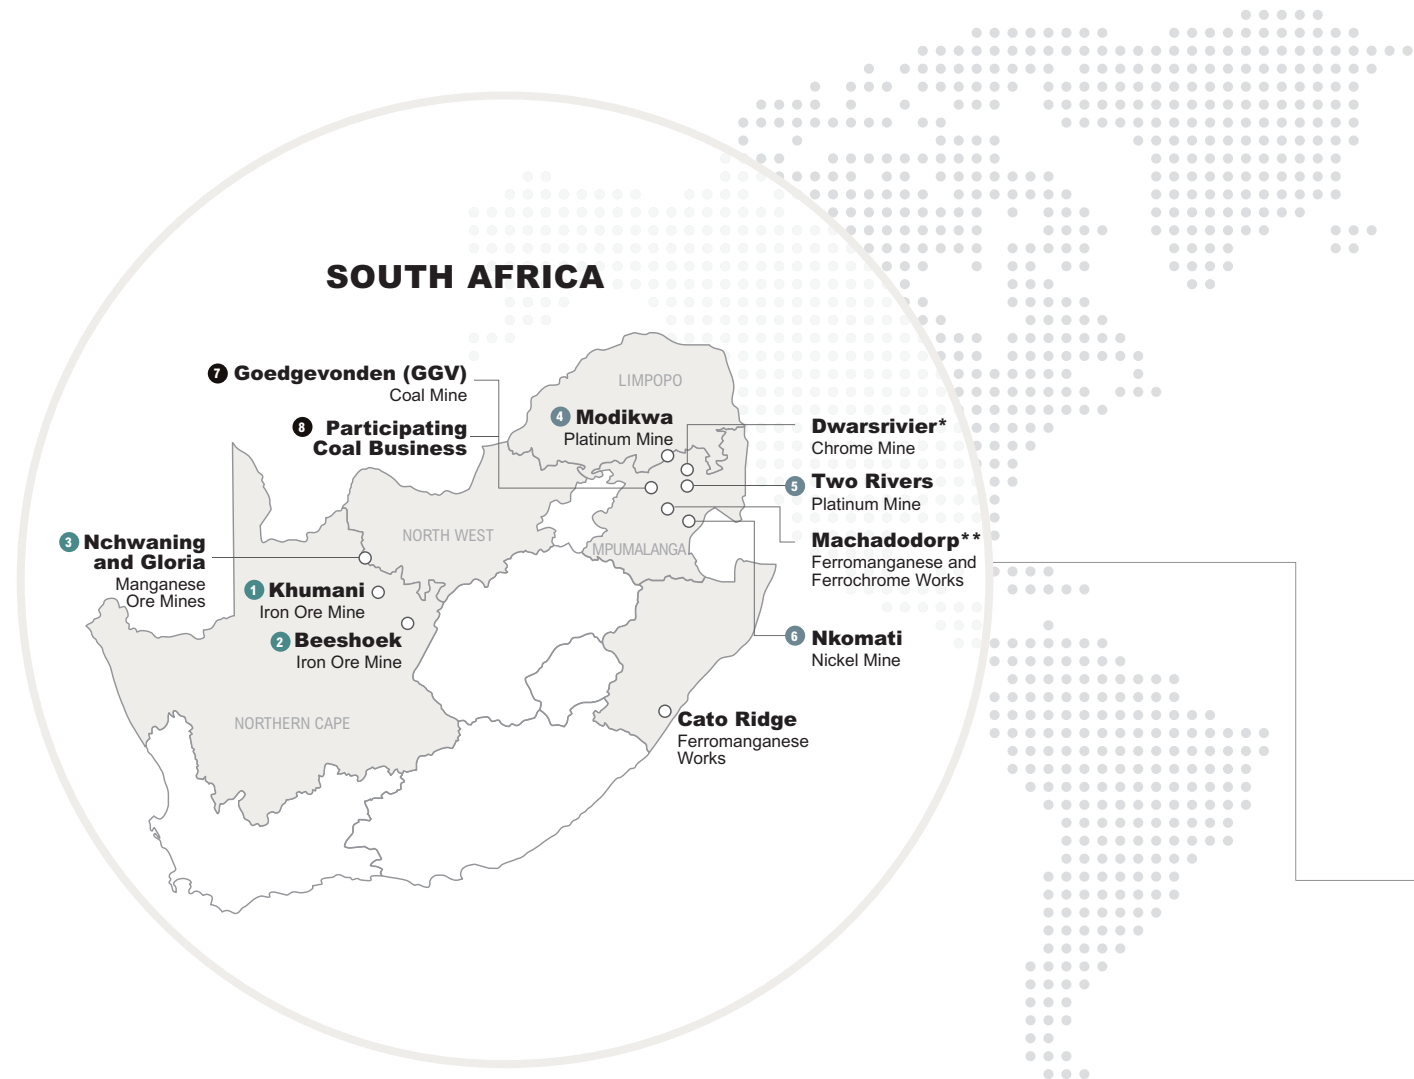 SOUTH AFRICA
7 Goedgevonden (GGV)
Coal Mine
8 Participating
Coal Business
LIMPOPO
4 Modikwa
Platinum Mine
Dwarsrivier*
Chrome Mine
5 Two Rivers
Platinum Mine
Machadodorp**
Ferromanganese and
Ferrochrome Works
NORTH WEST
MPUMALANGA
3 Nchwaning
and Gloria
Manganese
Ore Mines
1 Khumani
Iron Ore Mine
2 Beeshoek
Iron Ore Mine
6 Nkomati
Nickel Mine
NORTHERN CAPE
Cato Ridge
Ferromanganese
Works